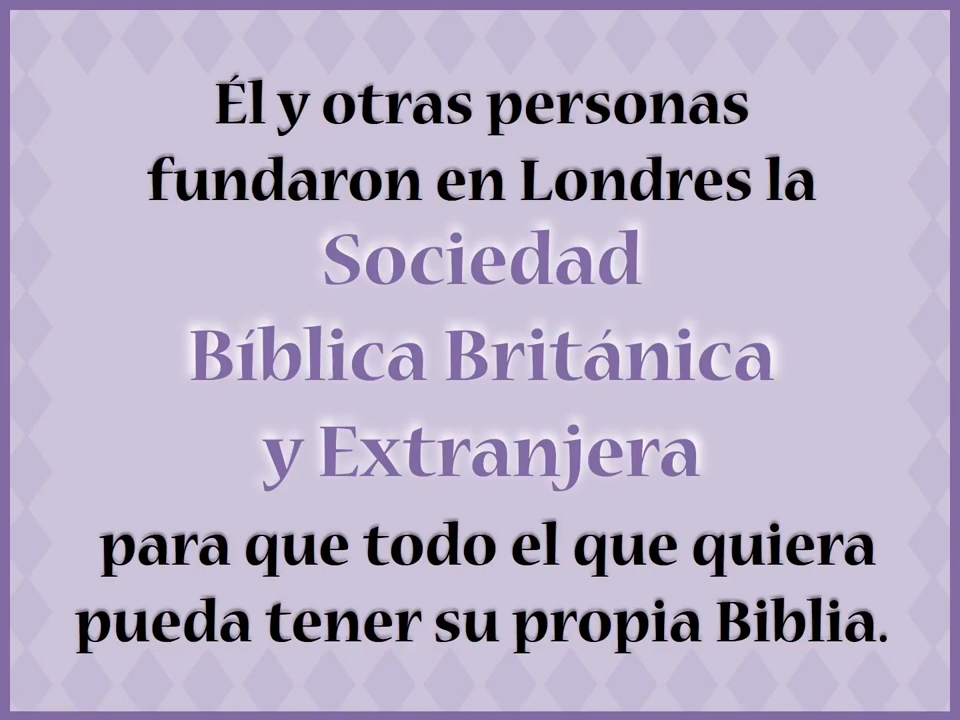 Él y otras personas
fundaron en Londres la
Sociedad
Bíblica Británica
y Extranjera
para que todo el que quiera
pueda tener su propia Biblia.